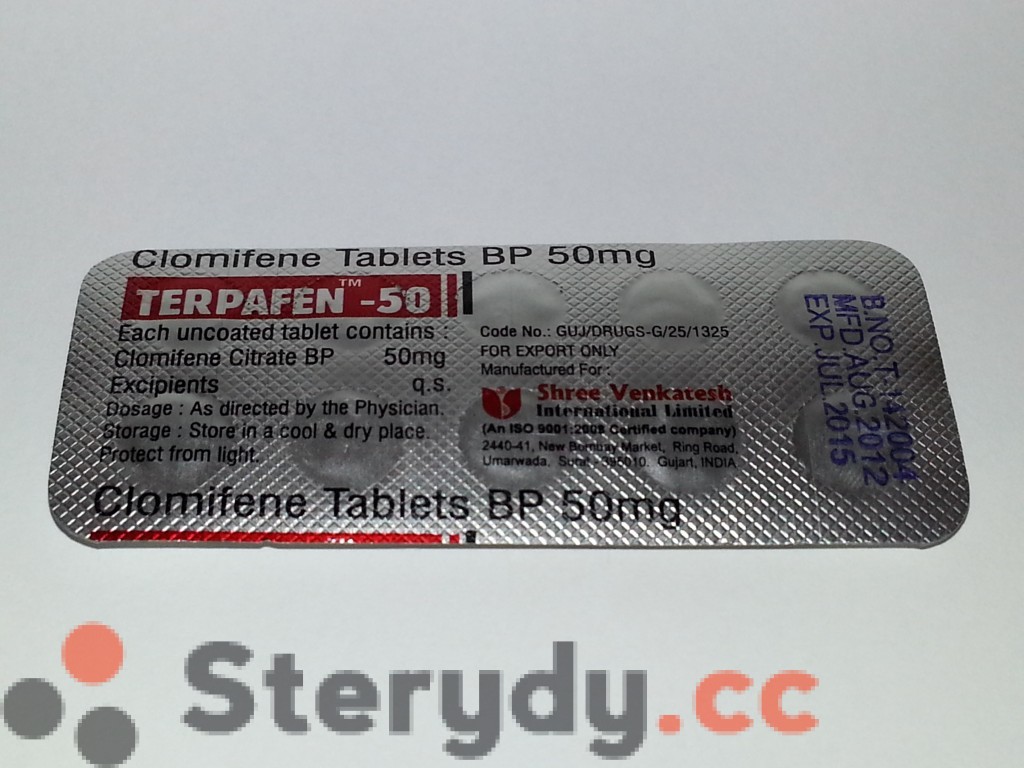 Clomifene Tablets BP 50mg
TERPAFEN™ -50
Each uncoated tablet contains :
Clomifene Citrate BP 50mg
Excipients q.s.
Dosage : As directed by the Physician.
Storage : Store in a cool & dry place.
Protect from light.
Code No.: GUJ/DRUGS-G/25/1325
FOR EXPORT ONLY
Manufactured For :
Shree Venkatesh
International Limited
(An ISO 9001:2008 Certified company)
2440-41, New Bombay Market, Ring Road,
Umarwada, Surat - 395010. Gujart, INDIA
B.NO.T-142004
MFD AUG.2012
EXP JUL.2015
Clomifene Tablets BP 50mg
Sterydy.cc